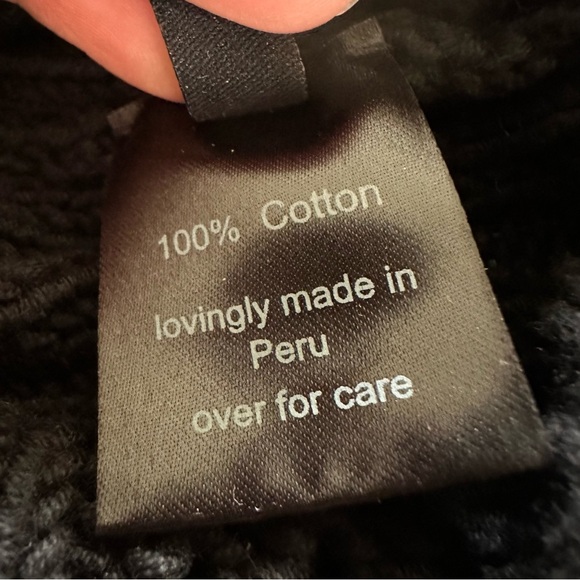 100% Cotton
lovingly made in
Peru
over for care